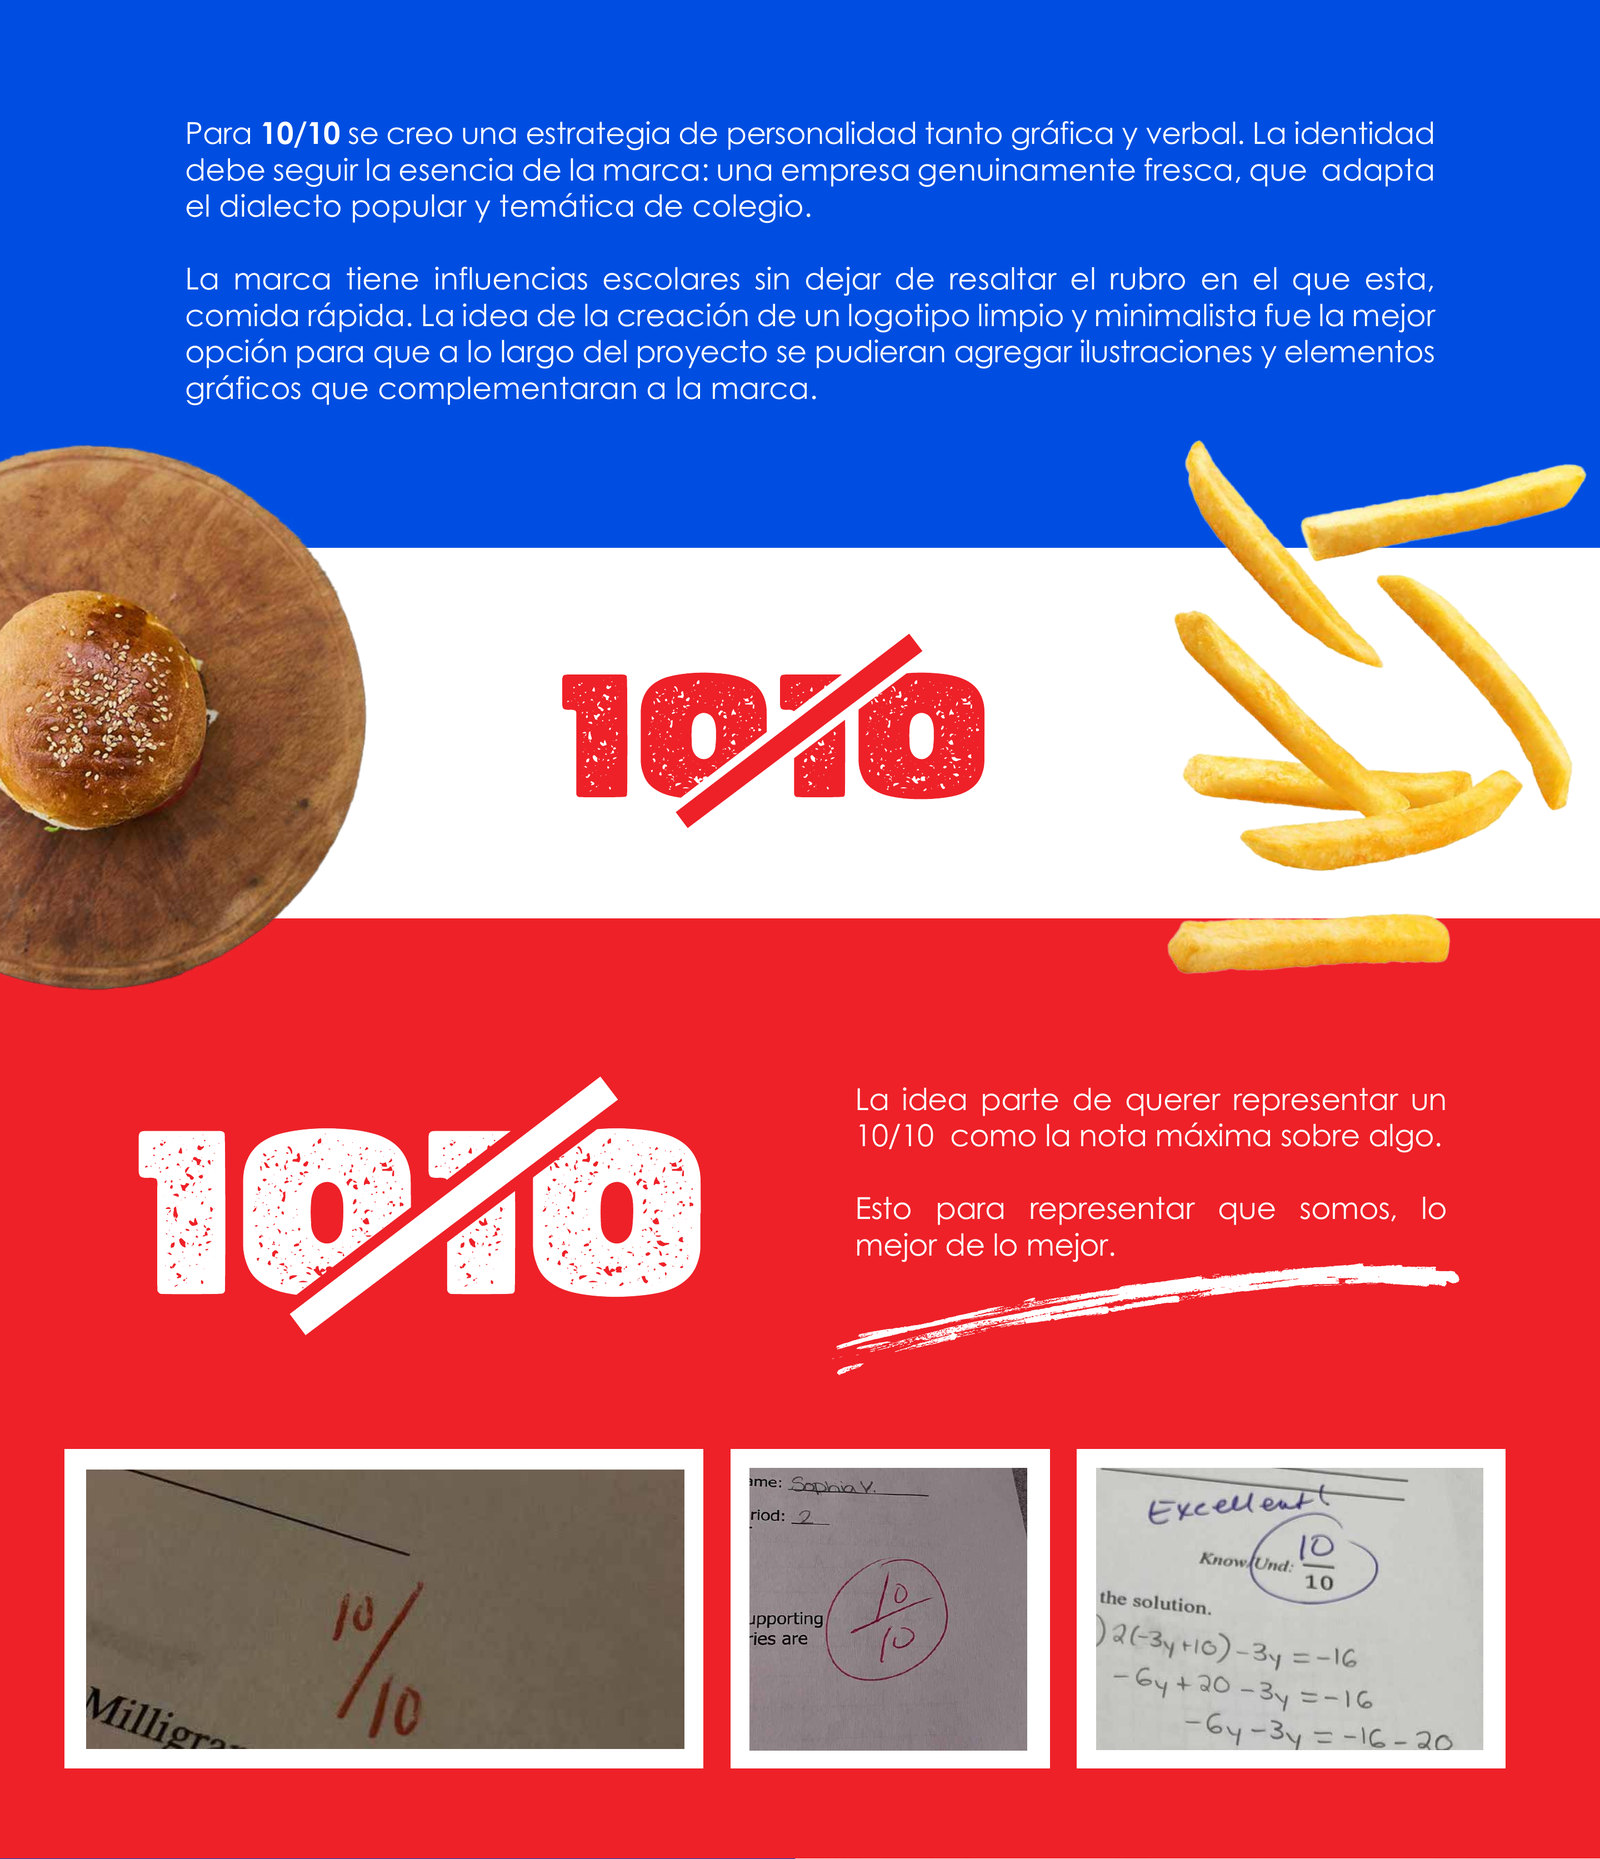 Para 10/10 se creo una estrategia de personalidad tanto gráfica y verbal. La identidad
debe seguir la esencia de la marca: una empresa genuinamente fresca, que adapta
el dialecto popular y temática de colegio.
La marca tiene influencias escolares sin dejar de resaltar el rubro en el que esta,
comida rápida. La idea de la creación de un logotipo limpio y minimalista fue la mejor
opción para que a lo largo del proyecto se pudieran agregar ilustraciones y elementos
gráficos que complementaran a la marca.
10/10
10/10
La idea parte de querer representar un
10/10 como la nota máxima sobre algo.
Esto para representar que somos, lo
mejor de lo mejor.
10/10
Milligra
ame: Sophia V.
riod: 2
10
10
upporting
ries are
Excellent!
Know/Und: 10
10
the solution.
)2(-3y+10)-3y=-16
-6y+20-3y=-16
-6y-3y=-16-20